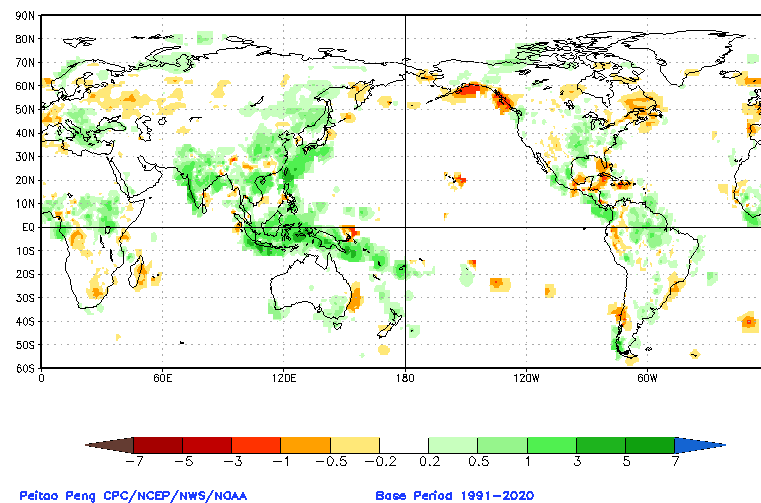 90N
80N
70N
60N
50N
40N
30N
20N
10N
EQ
10S
20S
30S
40S
50S
60S
0 60E 120E 180 120W 60W
-7 -5 -3 -1 -0.5 -0.2 0.2 0.5 1 3 5 7
Peitao Peng CPC/NCEP/NWS/NOAA Base Period 1991-2020